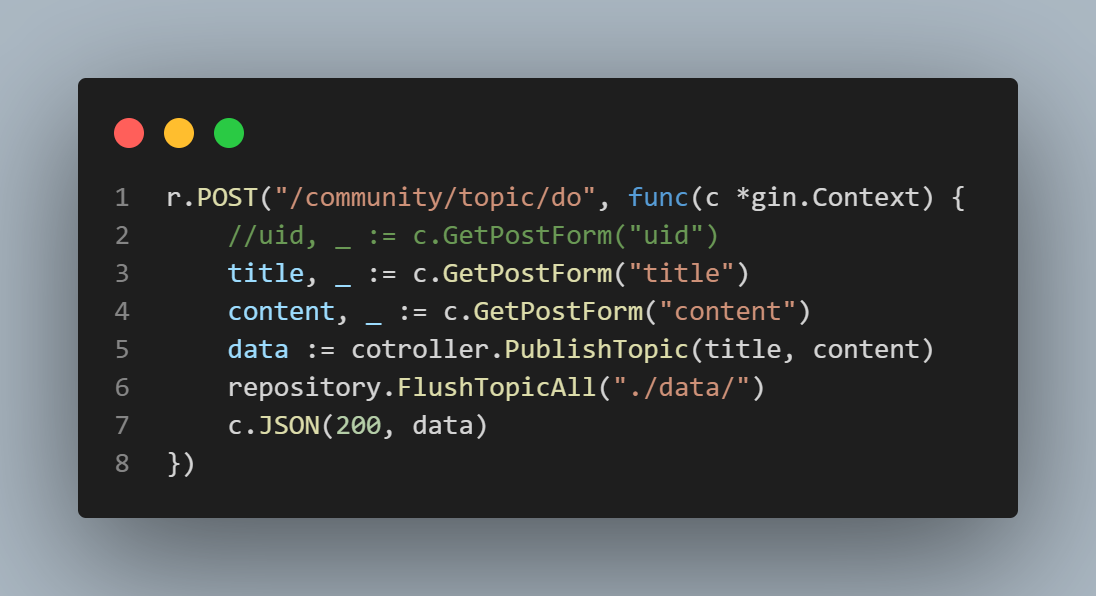 1 r.POST("/community/topic/do", func(c *gin.Context) {
2     //uid, _ := c.GetPostForm("uid")
3     title, _ := c.GetPostForm("title")
4     content, _ := c.GetPostForm("content")
5     data := cotroller.PublishTopic(title, content)
6     repository.FlushTopicAll("./data/")
7     c.JSON(200, data)
8 })